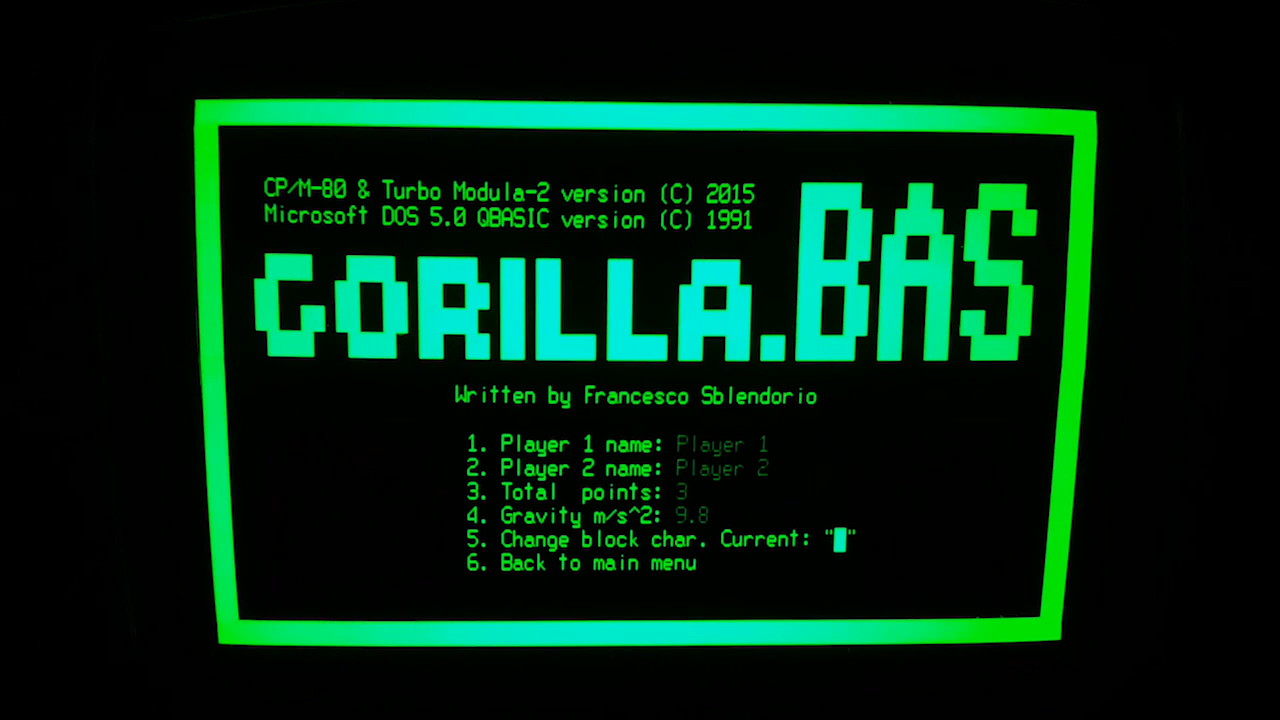 CP/M-80 & Turbo Modula-2 version (C) 2015
Microsoft DOS 5.0 QBASIC version (C) 1991
GORILLA.BAS
Written by Francesco Sblendorio
1. Player 1 name: Player 1
2. Player 2 name: Player 2
3. Total  points: 3
4. Gravity m/s^2: 9.8
5. Change block char. Current: "█"
6. Back to main menu